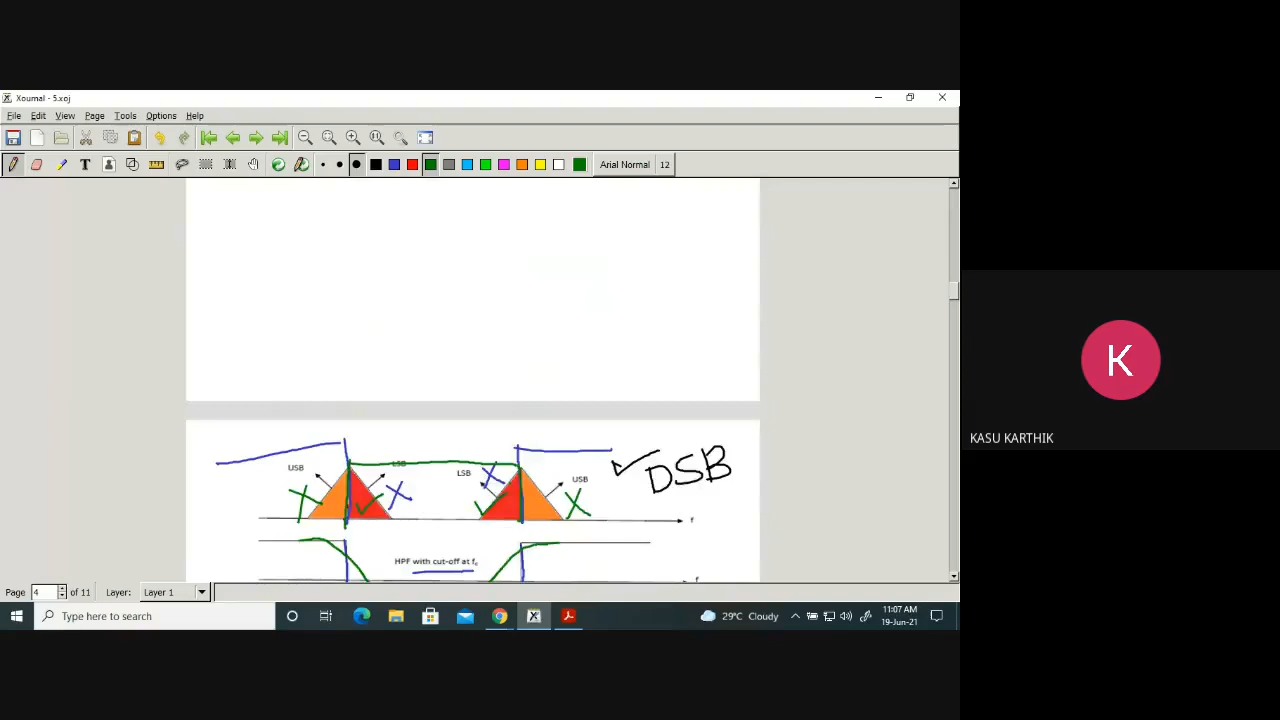 Xournal - 5.xoj
File Edit View Page Tools Options Help
Arial Normal 12
USB LSB LSB USB
DSB
f
HPF with cut-off at fc
f
Page 4 of 11 Layer: Layer 1
Type here to search
29°C Cloudy
11:07 AM
19-Jun-21
K
KASU KARTHIK